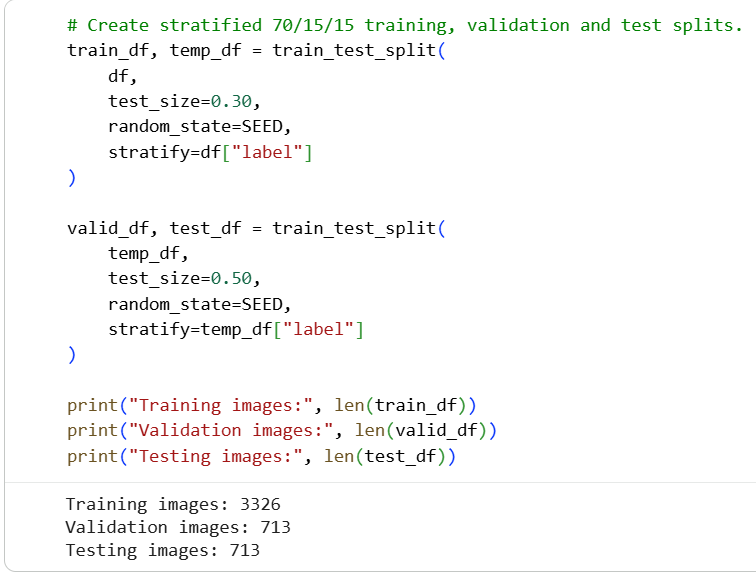 # Create stratified 70/15/15 training, validation and test splits.
train_df, temp_df = train_test_split(
    df,
    test_size=0.30,
    random_state=SEED,
    stratify=df["label"]
)

valid_df, test_df = train_test_split(
    temp_df,
    test_size=0.50,
    random_state=SEED,
    stratify=temp_df["label"]
)

print("Training images:", len(train_df))
print("Validation images:", len(valid_df))
print("Testing images:", len(test_df))
Training images: 3326
Validation images: 713
Testing images: 713